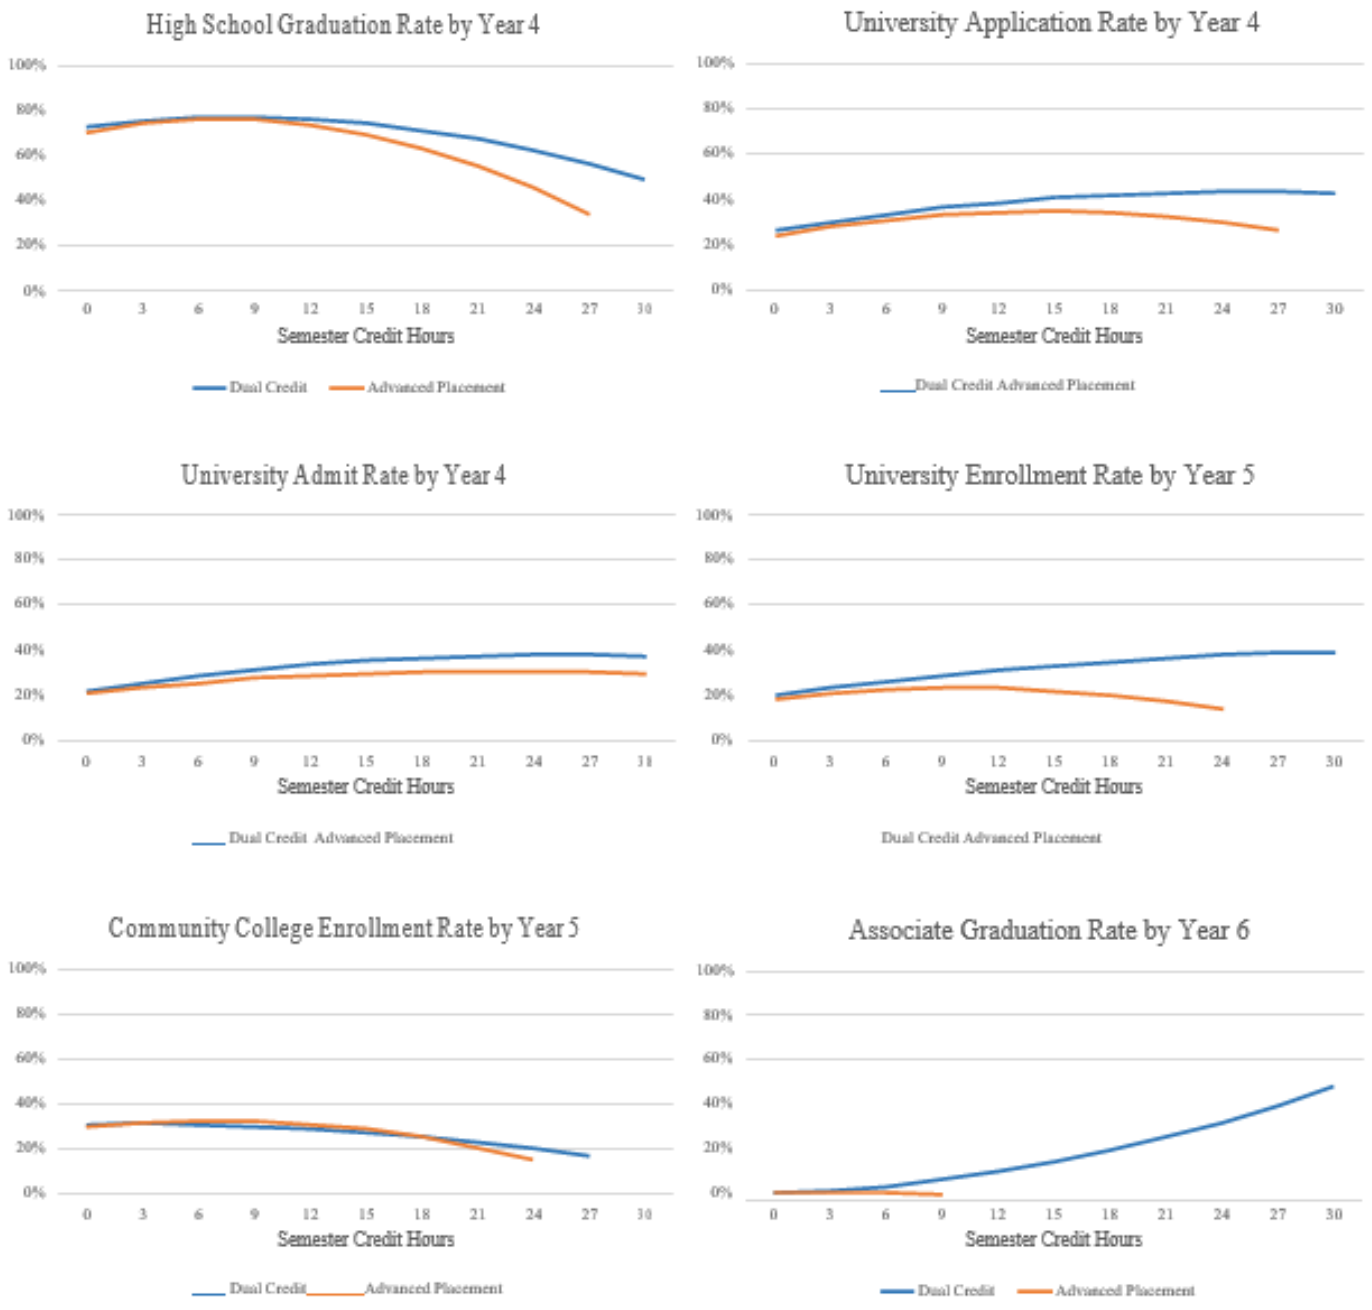 High School Graduation Rate by Year 4
100%
80%
60%
40%
20%
0%
0 3 6 9 12 15 18 21 24 27 30
Semester Credit Hours
Dual Credit Advanced Placement
University Application Rate by Year 4
100%
80%
60%
40%
20%
0%
0 3 6 9 12 15 18 21 24 27 30
Semester Credit Hours
Dual Credit Advanced Placement
University Admit Rate by Year 4
100%
80%
60%
40%
20%
0%
0 3 6 9 12 15 18 21 24 27 30
Semester Credit Hours
Dual Credit Advanced Placement
University Enrollment Rate by Year 5
100%
80%
60%
40%
20%
0%
0 3 6 9 12 15 18 21 24 27 30
Semester Credit Hours
Dual Credit Advanced Placement
Community College Enrollment Rate by Year 5
100%
80%
60%
40%
20%
0%
0 3 6 9 12 15 18 21 24 27 30
Semester Credit Hours
Dual Credit Advanced Placement
Associate Graduation Rate by Year 6
100%
80%
60%
40%
20%
0%
0 3 6 9 12 15 18 21 24 27 30
Semester Credit Hours
Dual Credit Advanced Placement